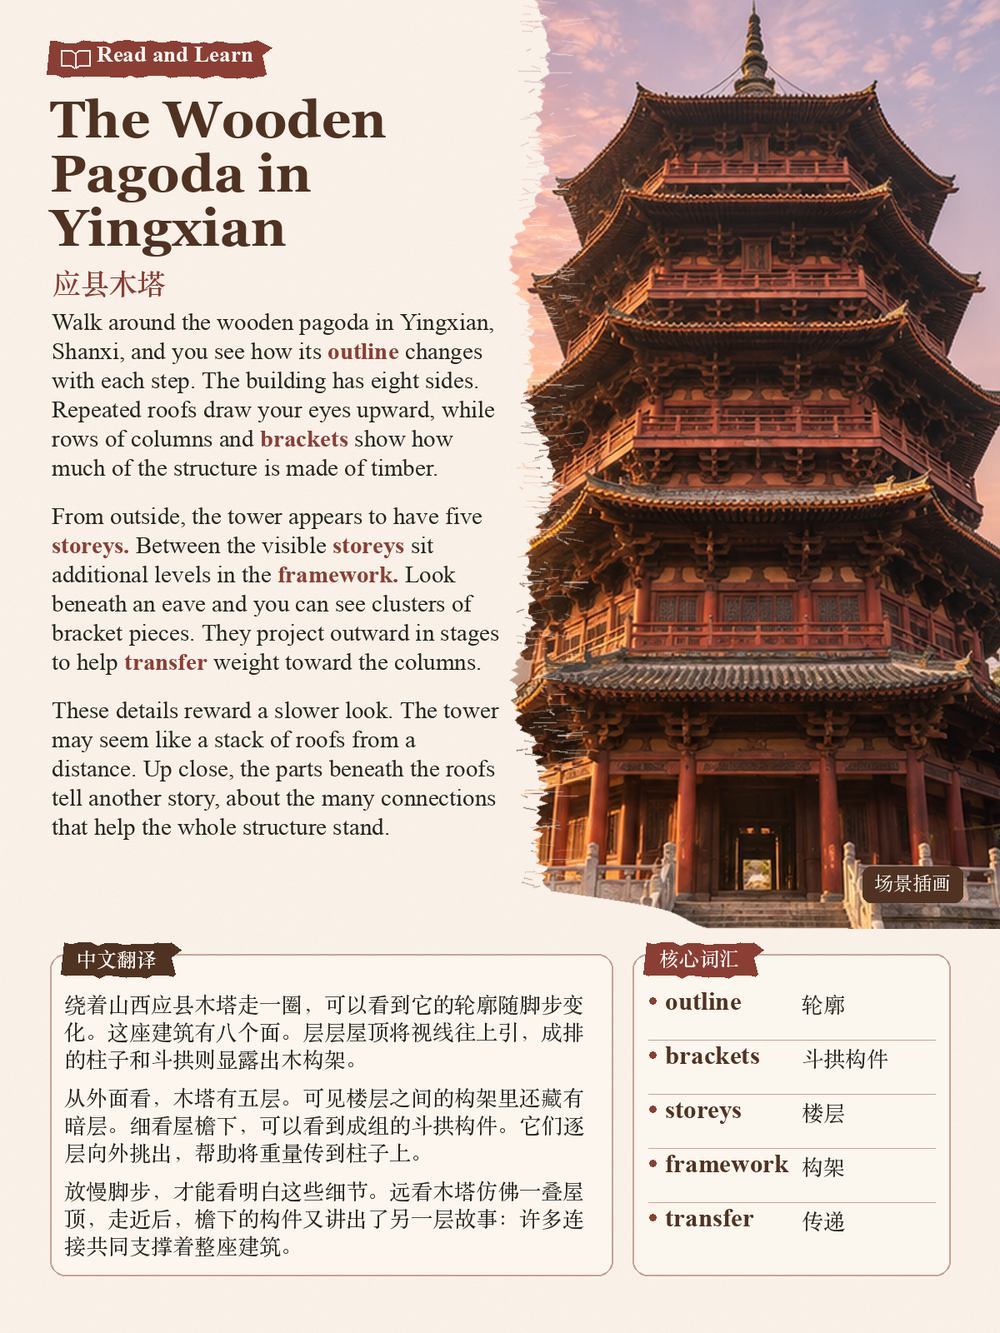 Read and Learn
The Wooden
Pagoda in
Yingxian
应县木塔
Walk around the wooden pagoda in Yingxian,
Shanxi, and you see how its outline changes
with each step. The building has eight sides.
Repeated roofs draw your eyes upward, while
rows of columns and brackets show how
much of the structure is made of timber.
From outside, the tower appears to have five
storeys. Between the visible storeys sit
additional levels in the framework. Look
beneath an eave and you can see clusters of
bracket pieces. They project outward in stages
to help transfer weight toward the columns.
These details reward a slower look. The tower
may seem like a stack of roofs from a
distance. Up close, the parts beneath the roofs
tell another story, about the many connections
that help the whole structure stand.
场景插画
中文翻译
绕着山西应县木塔走一圈，可以看到它的轮廓随脚步变
化。这座建筑有八个面。层层屋顶将视线往上引，成排
的柱子和斗拱则显露出木构架。
从外面看，木塔有五层。可见楼层之间的构架里还藏有
暗层。细看屋檐下，可以看到成组的斗拱构件。它们逐
层向外挑出，帮助将重量传到柱子上。
放慢脚步，才能看明白这些细节。远看木塔仿佛一叠屋
顶，走近后，檐下的构件又讲出了另一层故事：许多连
接共同支撑着整座建筑。
核心词汇
• outline 轮廓
• brackets 斗拱构件
• storeys 楼层
• framework 构架
• transfer 传递